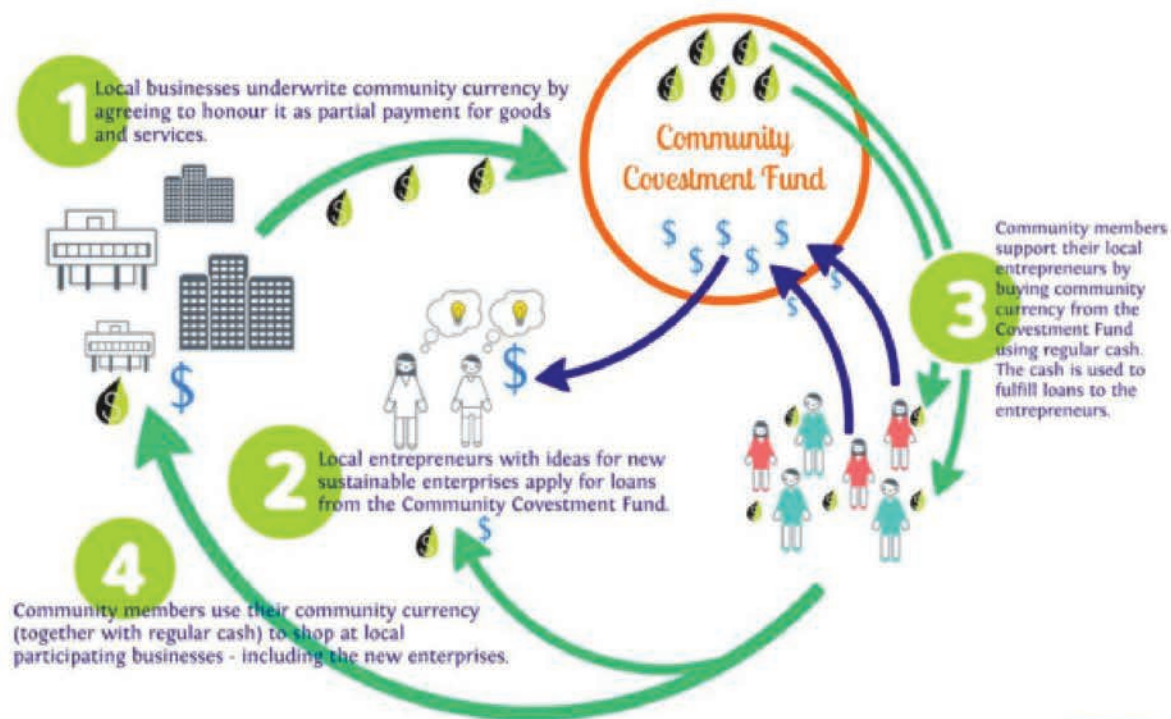 1
Local businesses underwrite community currency by
agreeing to honour it as partial payment for goods
and services.
Community
Covestment Fund
$ $ $
$ $
$
$
2
Local entrepreneurs with ideas for new
sustainable enterprises apply for loans
from the Community Covestment Fund.
3
Community members
support their local
entrepreneurs by
buying community
currency from the
Covestment Fund
using regular cash.
The cash is used to
fulfill loans to the
entrepreneurs.
4
Community members use their community currency
(together with regular cash) to shop at local
participating businesses - including the new enterprises.